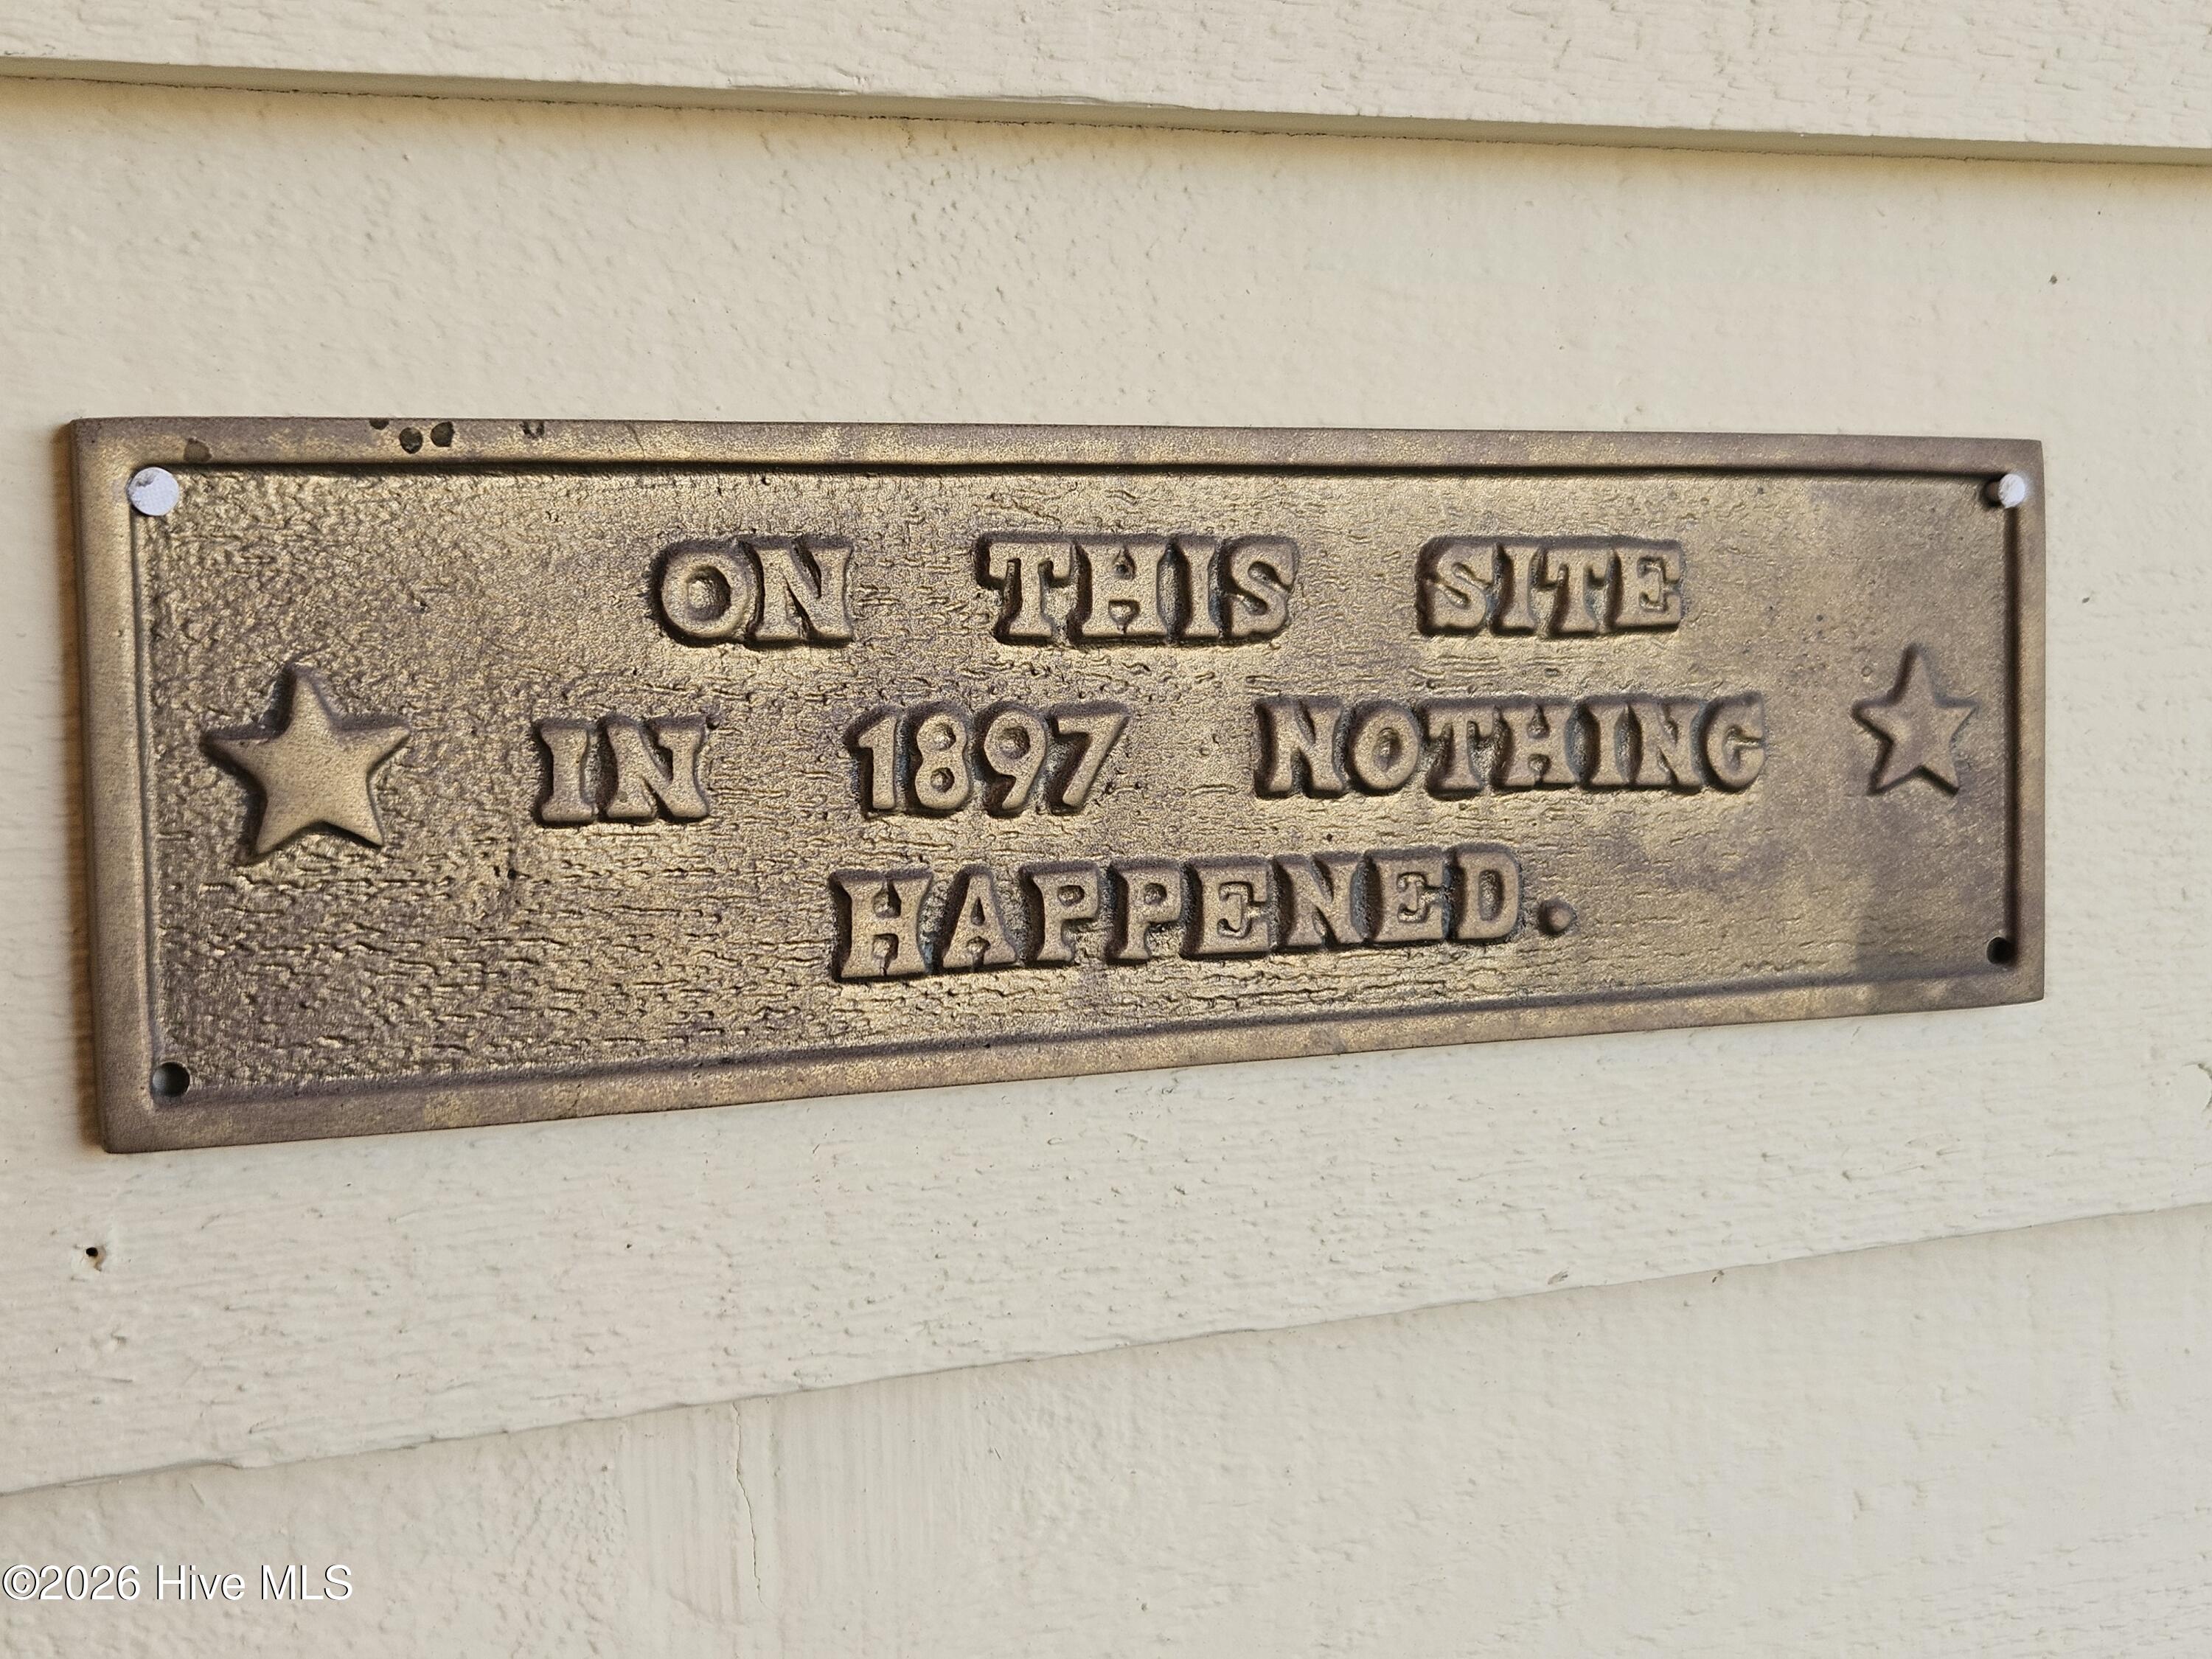 ON THIS SITE
IN 1897 NOTHING
HAPPENED.
©2026 Hive MLS